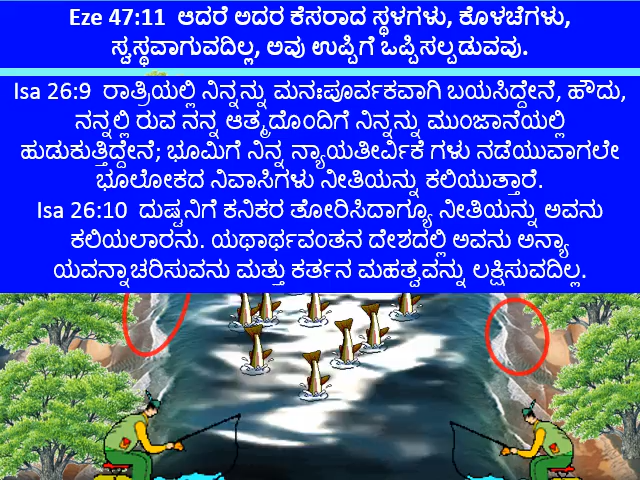 Eze 47:11 ಆದರೆ ಅದರ ಕೆಸರಾದ ಸ್ಥಳಗಳು, ಕೊಳಚೆಗಳು,
ಸ್ವಸ್ಥವಾಗುವದಿಲ್ಲ, ಅವು ಉಪ್ಪಿಗೆ ಒಪ್ಪಿಸಲ್ಪಡುವವು.
Isa 26:9 ರಾತ್ರಿಯಲ್ಲಿ ನಿನ್ನನ್ನು ಮನಃಪೂರ್ವಕವಾಗಿ ಬಯಸಿದ್ದೇನೆ, ಹೌದು,
ನನ್ನಲ್ಲಿ ರುವ ನನ್ನ ಆತ್ಮದೊಂದಿಗೆ ನಿನ್ನನ್ನು ಮುಂಜಾನೆಯಲ್ಲಿ
ಹುಡುಕುತ್ತಿದ್ದೇನೆ; ಭೂಮಿಗೆ ನಿನ್ನ ನ್ಯಾಯತೀರ್ವಿಕೆ ಗಳು ನಡೆಯುವಾಗಲೇ
ಭೂಲೋಕದ ನಿವಾಸಿಗಳು ನೀತಿಯನ್ನು ಕಲಿಯುತ್ತಾರೆ.
Isa 26:10 ದುಷ್ಟನಿಗೆ ಕನಿಕರ ತೋರಿಸಿದಾಗ್ಯೂ ನೀತಿಯನ್ನು ಅವನು
ಕಲಿಯಲಾರನು. ಯಥಾರ್ಥವಂತನ ದೇಶದಲ್ಲಿ ಅವನು ಅನ್ಯಾ
ಯವನ್ನಾಚರಿಸುವನು ಮತ್ತು ಕರ್ತನ ಮಹತ್ವವನ್ನು ಲಕ್ಷಿಸುವದಿಲ್ಲ.